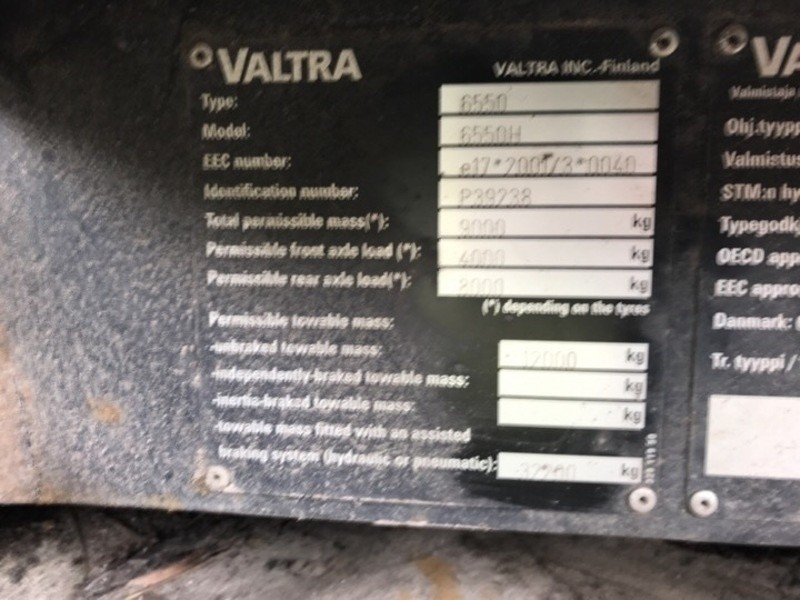 VALTRA
VALTRA INC.-Finland
Type: 6550
Model: 6550H
EEC number: e17*2001/3*0040
Identification number: P39238
Total permissible mass(*): 9000 kg
Permissible front axle load (*): 4000 kg
Permissible rear axle load(*): 8000 kg
(*) depending on the tyres
Permissible towable mass:
-unbraked towable mass: 12000 kg
-independently-braked towable mass: kg
-inertia-braked towable mass: kg
-towable mass fitted with an assisted
braking system (hydraulic or pneumatic): kg
VA
Valmistaja
Ohj.tyypp
Valmistus
STM:n hy
Typegodk
OECD app
EEC appro
Danmark:
Tr. tyyppi /